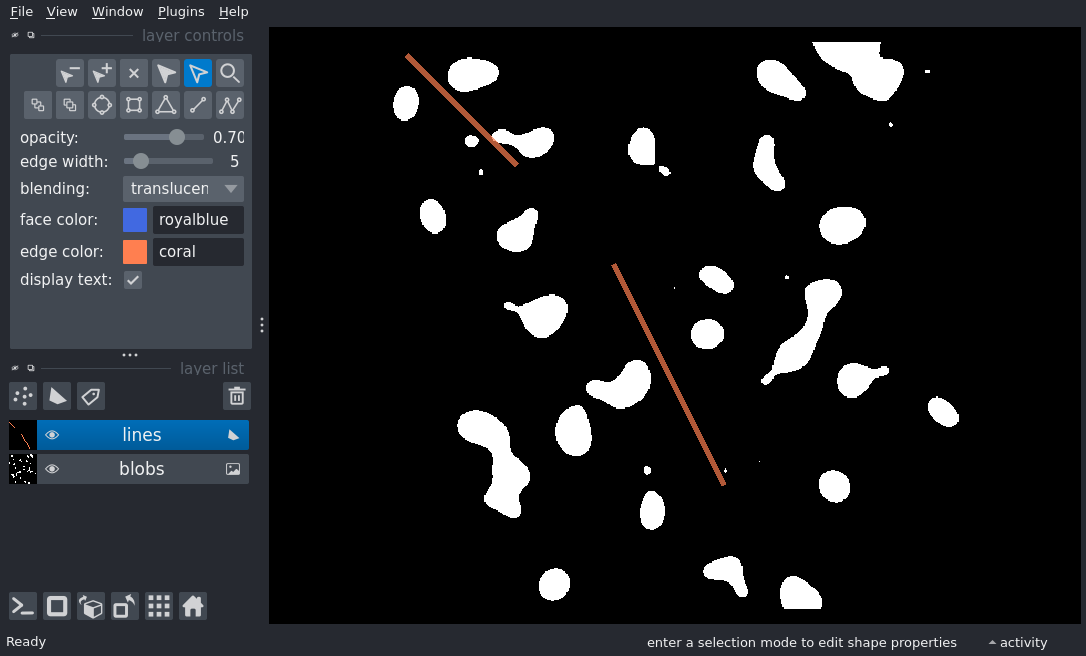 File View Window Plugins Help
layer controls
opacity: 0.70
edge width: 5
blending: translucen
face color: royalblue
edge color: coral
display text:
layer list
lines
blobs
Ready enter a selection mode to edit shape properties activity